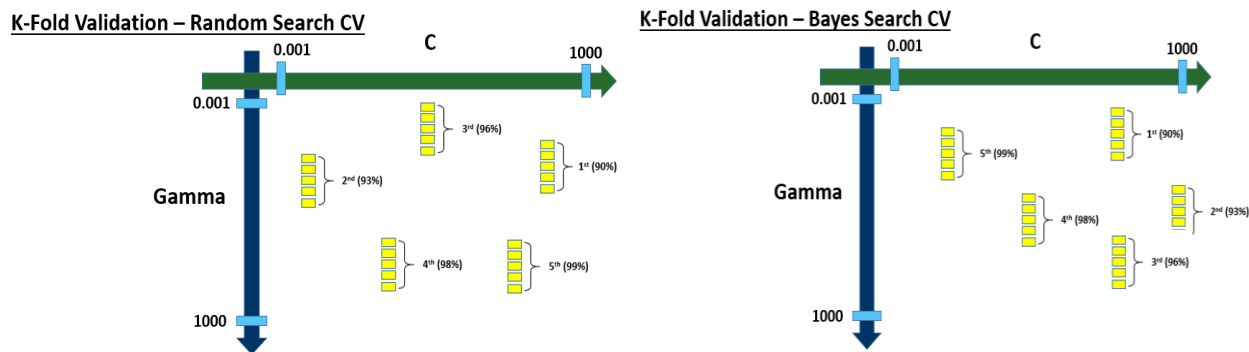 K-Fold Validation – Random Search CV
C
0.001
1000
0.001
3rd (96%)
1st (90%)
2nd (93%)
Gamma
4th (98%)
5th (99%)
1000
K-Fold Validation – Bayes Search CV
C
0.001
1000
0.001
1st (90%)
5th (99%)
Gamma
2nd (93%)
4th (98%)
3rd (96%)
1000